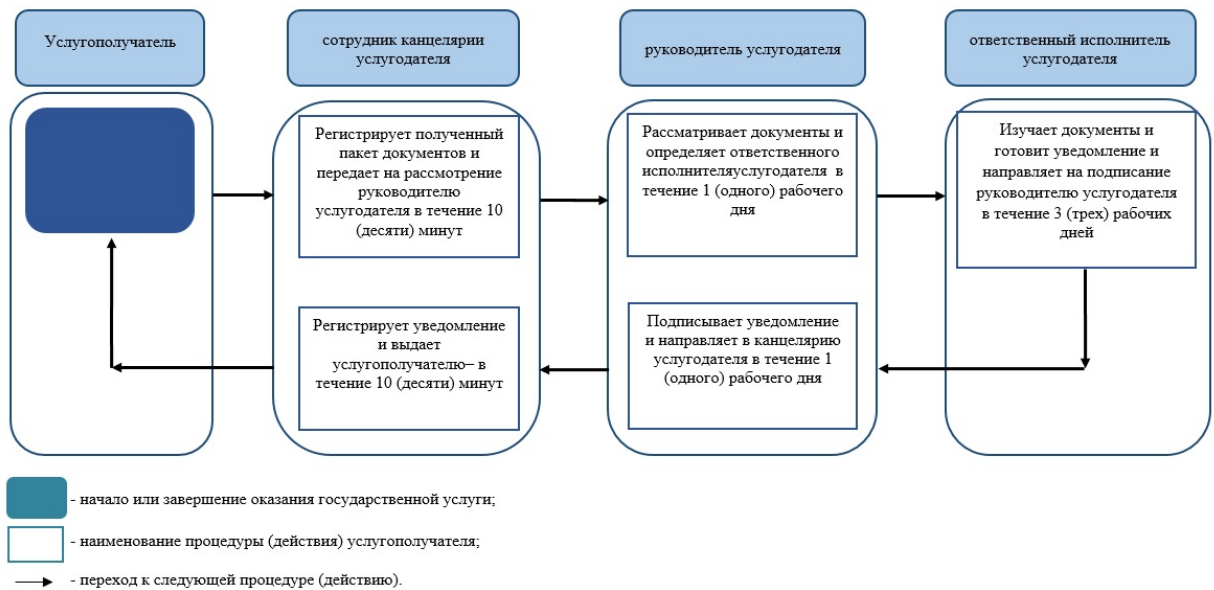 Услугополучатель
сотрудник канцелярии
услугодателя
руководитель услугодателя
ответственный исполнитель
услугодателя
Регистрирует полученный
пакет документов и
передает на рассмотрение
руководителю
услугодателя в течение 10
(десяти) минут
Рассматривает документы и
определяет ответственного
исполнителяуслугодателя в
течение 1 (одного) рабочего
дня
Изучает документы и
готовит уведомление и
направляет на подписание
руководителю услугодателя
в течение 3 (трех) рабочих
дней
Регистрирует уведомление
и выдает
услугополучателю– в
течение 10 (десяти) минут
Подписывает уведомление
и направляет в канцелярию
услугодателя в течение 1
(одного) рабочего дня
- начало или завершение оказания государственной услуги;
- наименование процедуры (действия) услугополучателя;
- переход к следующей процедуре (действию).